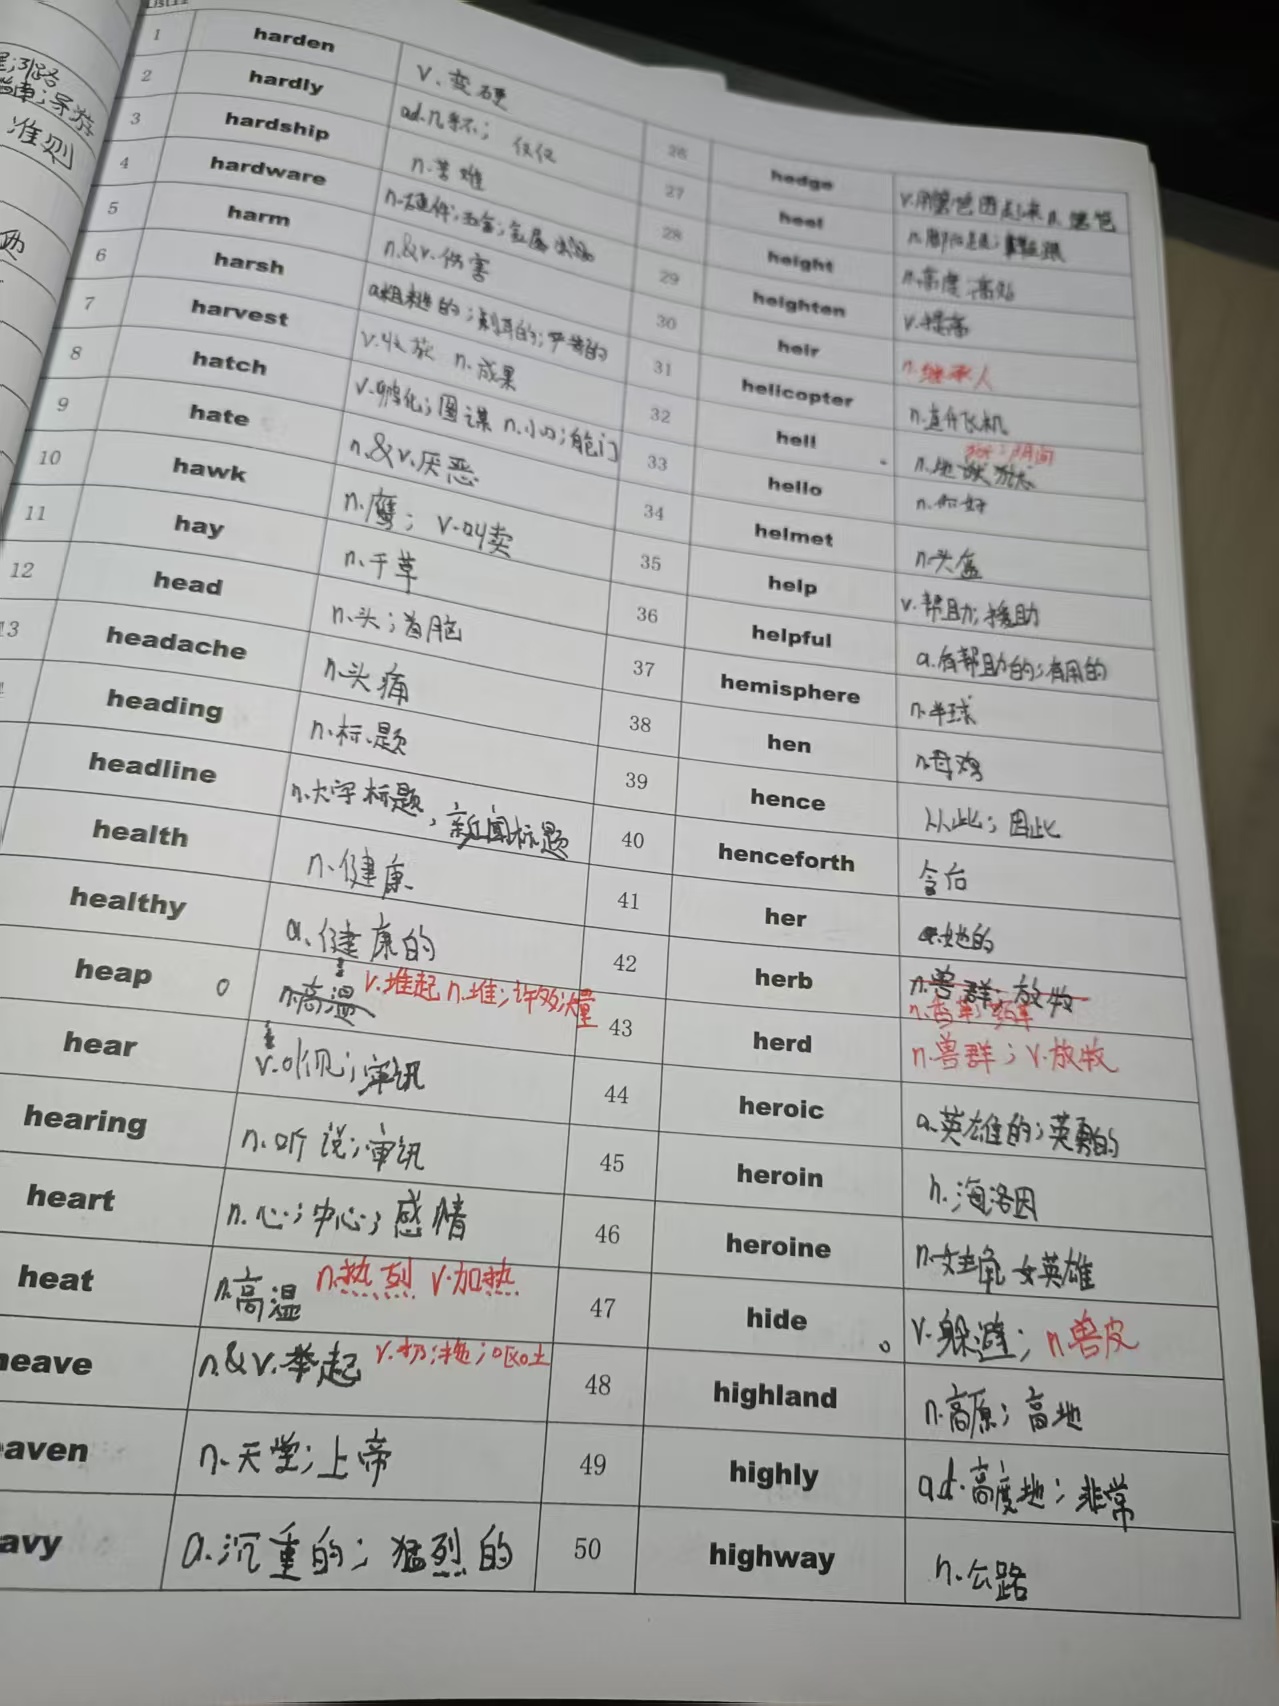 1 harden v. 变硬
2 hardly ad.几乎不; 仅仅
3 hardship n.苦难
4 hardware n.硬件;五金;金属
5 harm n.&v.伤害
6 harsh a.粗糙的;刺耳的;严苛的
7 harvest v.收 n.成果
8 hatch v.孵化;图谋 n.小 ;舱门
9 hate n.&v.厌恶
10 hawk n.鹰; v.叫卖
11 hay n.干草
12 head n.头;首脑
13 headache n.头痛
heading n.标题
headline n.大字标题,新闻标题
health n.健康
healthy a.健康的
heap n.高温 v.堆起 n.堆;许多;大量
hear v.听见;审讯
hearing n.听说;审讯
heart n.心;中心;感情
heat n.高温 n.热烈 v.加热
heave n.&v.举起 v.扔;拖;呕吐
eaven n.天堂;上帝
avy a.沉重的;猛烈的
26 hedge v.用篱笆围起来 n.篱笆
27 heel n.脚后跟;
28 height n.高度;高处
29 heighten v.提高
30 heir n.继承人
31 helicopter n.直升飞机
32 hell n.地狱 阴间
33 hello n.你好
34 helmet n.头盔
35 help v.帮助;援助
36 helpful a.有帮助的;有用的
37 hemisphere n.半球
38 hen n.母鸡
39 hence 从此;因此
40 henceforth 今后
41 her 她的
42 herb n.兽群;放牧
n.香草;药草
43 herd n.兽群; v.放牧
44 heroic a.英雄的;英勇的
45 heroin n.海洛因
46 heroine n.女主角 女英雄
47 hide v.躲避; n.兽皮
48 highland n.高原;高地
49 highly ad.高度地;非常
50 highway n.公路
准则